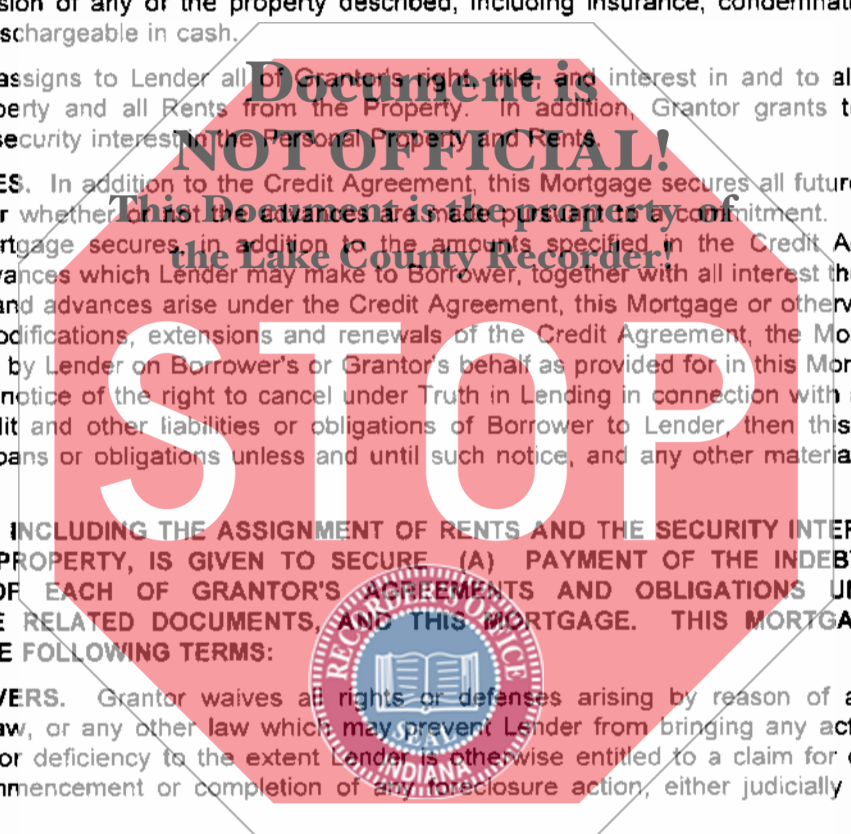 sion of any of the property described, including insurance, condemnat
schargeable in cash.
assigns to Lender all of Grantor's right, title, and interest in and to al
perty and all Rents from the Property. In addition, Grantor grants t
security interest in the Personal Property and Rents.
ES. In addition to the Credit Agreement, this Mortgage secures all future
r whether or not the advances are made pursuant to a commitment.
rtgage secures, in addition to the amounts specified in the Credit A
vances which Lender may make to Borrower, together with all interest th
and advances arise under the Credit Agreement, this Mortgage or otherw
odifications, extensions and renewals of the Credit Agreement, the Mo
by Lender on Borrower's or Grantor's behalf as provided for in this Mor
notice of the right to cancel under Truth in Lending in connection with
lit and other liabilities or obligations of Borrower to Lender, then this
oans or obligations unless and until such notice, and any other materia
INCLUDING THE ASSIGNMENT OF RENTS AND THE SECURITY INTER
PROPERTY, IS GIVEN TO SECURE (A) PAYMENT OF THE INDEBT
OF EACH OF GRANTOR'S AGREEMENTS AND OBLIGATIONS UN
E RELATED DOCUMENTS, AND THIS MORTGAGE. THIS MORTGA
E FOLLOWING TERMS:
VERS. Grantor waives all rights or defenses arising by reason of a
aw, or any other law which may prevent Lender from bringing any act
or deficiency to the extent Lender is otherwise entitled to a claim for
mmencement or completion of any foreclosure action, either judicially
Document is
NOT OFFICIAL!
This Document is the property of
the Lake County Recorder!
STOP
RECORDER'S OFFICE
SEAL
INDIANA